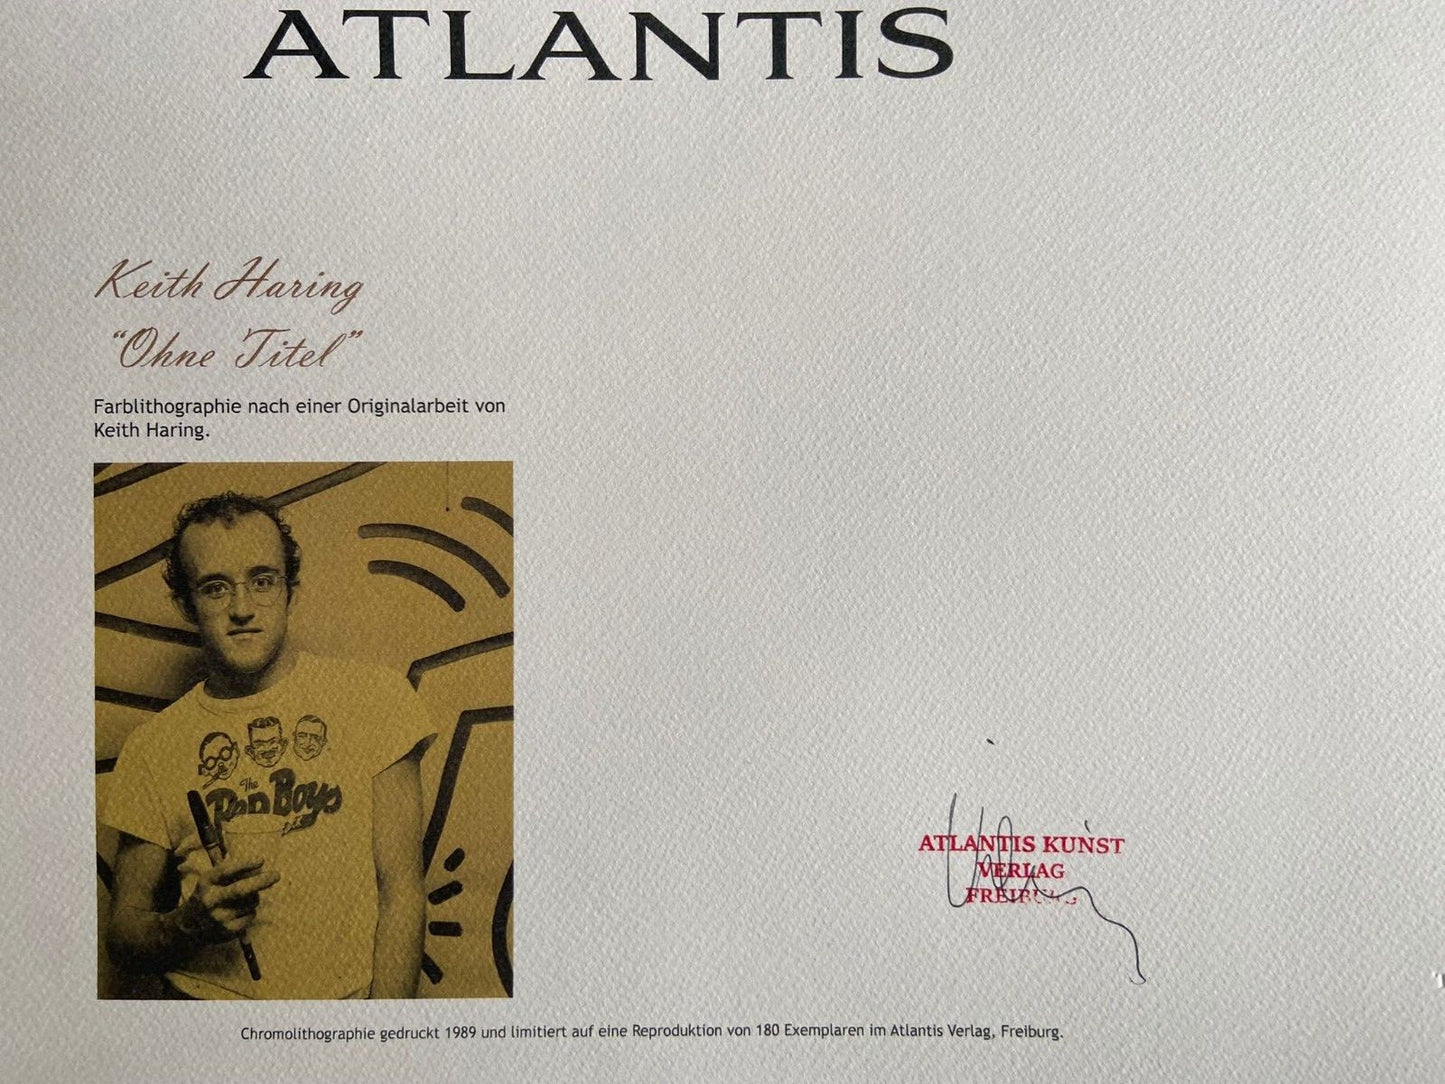 ATLANTIS
Keith Haring
“Ohne Titel”
Farblithographie nach einer Originalarbeit von
Keith Haring.
The
Boys
ATLANTIS KUNST
VERLAG
FREIBURG
Chromolithographie gedruckt 1989 und limitiert auf eine Reproduktion von 180 Exemplaren im Atlantis Verlag, Freiburg.